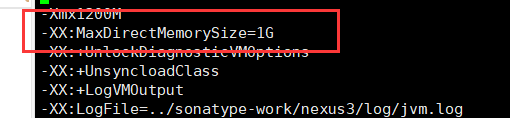 -Xmx1200M
-XX:MaxDirectMemorySize=1G
-XX:+UnlockDiagnosticVMOptions
-XX:+UnsyncloadClass
-XX:+LogVMOutput
-XX:LogFile=../sonatype-work/nexus3/log/jvm.log